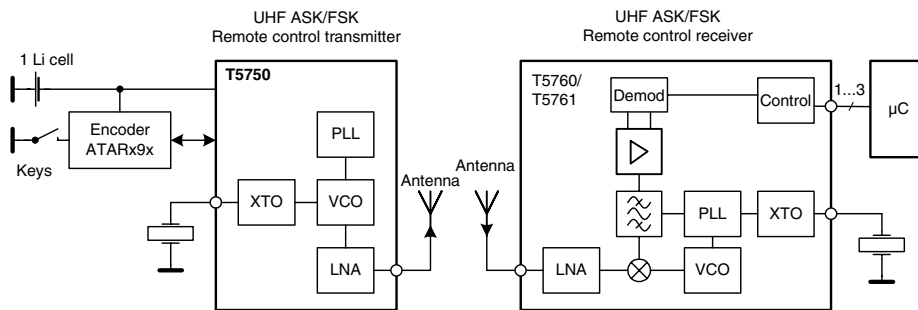 UHF ASK/FSK
Remote control transmitter
UHF ASK/FSK
Remote control receiver
1 Li cell
T5750
T5760/
T5761
Demod
Control
1...3
µC
Encoder
ATARx9x
Keys
PLL
Antenna
Antenna
XTO
VCO
PLL
XTO
LNA
LNA
VCO